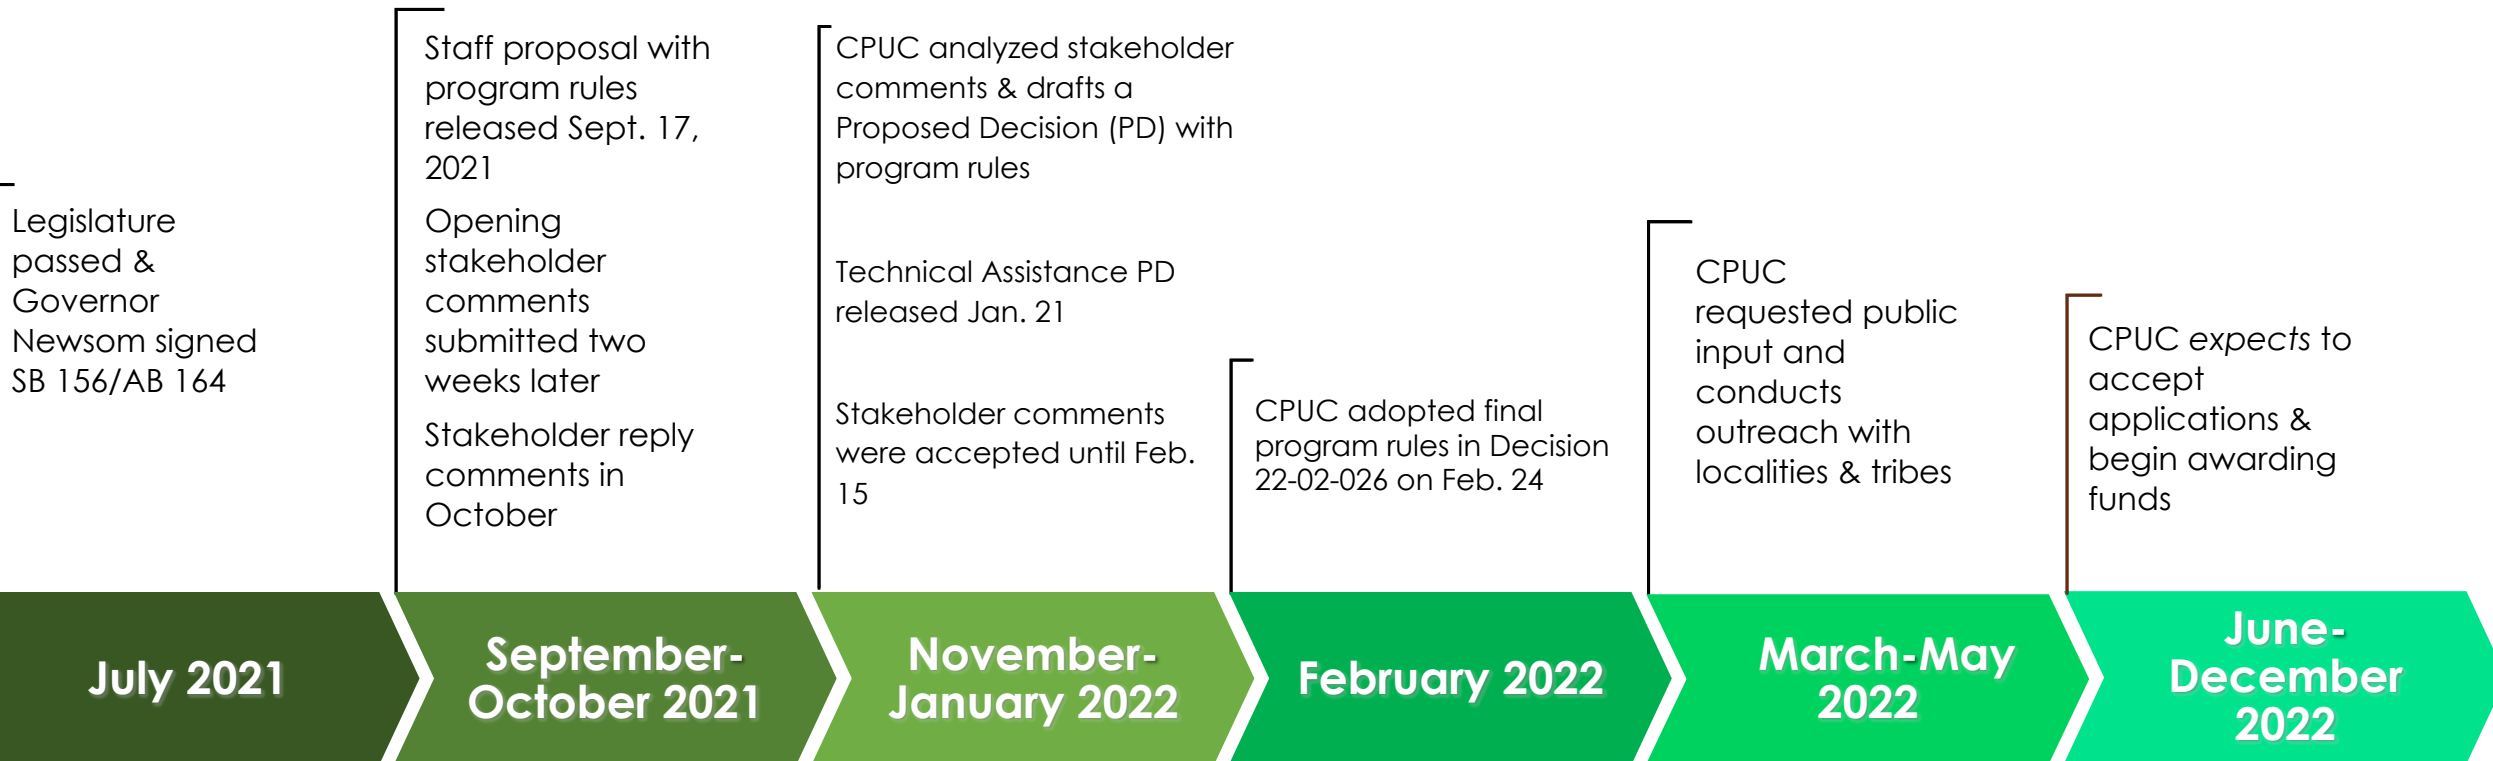 Legislature
passed &
Governor
Newsom signed
SB 156/AB 164
Staff proposal with
program rules
released Sept. 17,
2021
Opening
stakeholder
comments
submitted two
weeks later
Stakeholder reply
comments in
October
CPUC analyzed stakeholder
comments & drafts a
Proposed Decision (PD) with
program rules
Technical Assistance PD
released Jan. 21
Stakeholder comments
were accepted until Feb.
15
CPUC adopted final
program rules in Decision
22-02-026 on Feb. 24
CPUC
requested public
input and
conducts
outreach with
localities & tribes
CPUC expects to
accept
applications &
begin awarding
funds
July 2021
September-
October 2021
November-
January 2022
February 2022
March-May
2022
June-
December
2022